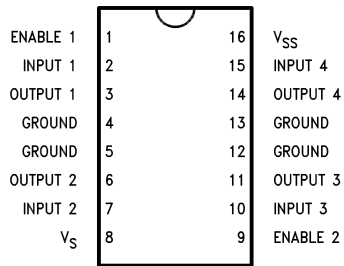 ENABLE 1 1 16 VSS
INPUT 1 2 15 INPUT 4
OUTPUT 1 3 14 OUTPUT 4
GROUND 4 13 GROUND
GROUND 5 12 GROUND
OUTPUT 2 6 11 OUTPUT 3
INPUT 2 7 10 INPUT 3
VS 8 9 ENABLE 2